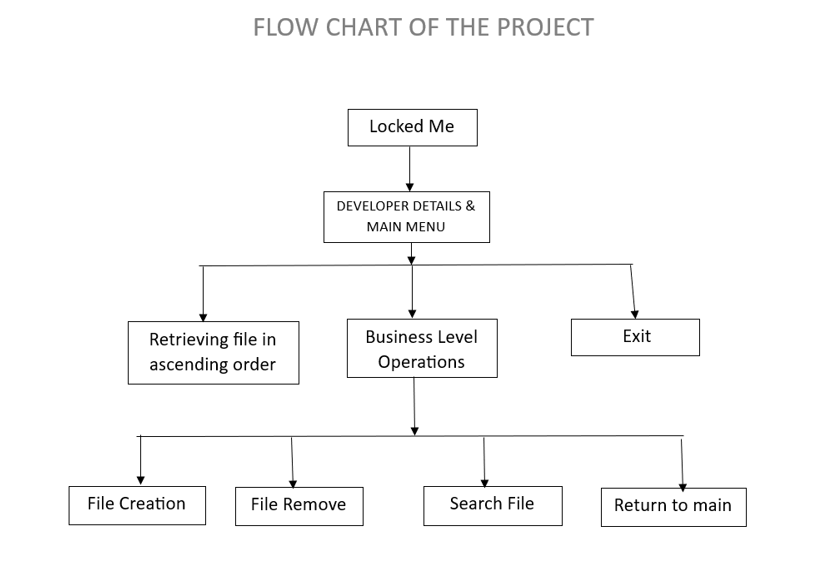 FLOW CHART OF THE PROJECT
Locked Me
DEVELOPER DETAILS &
MAIN MENU
Retrieving file in
ascending order
Business Level
Operations
Exit
File Creation
File Remove
Search File
Return to main